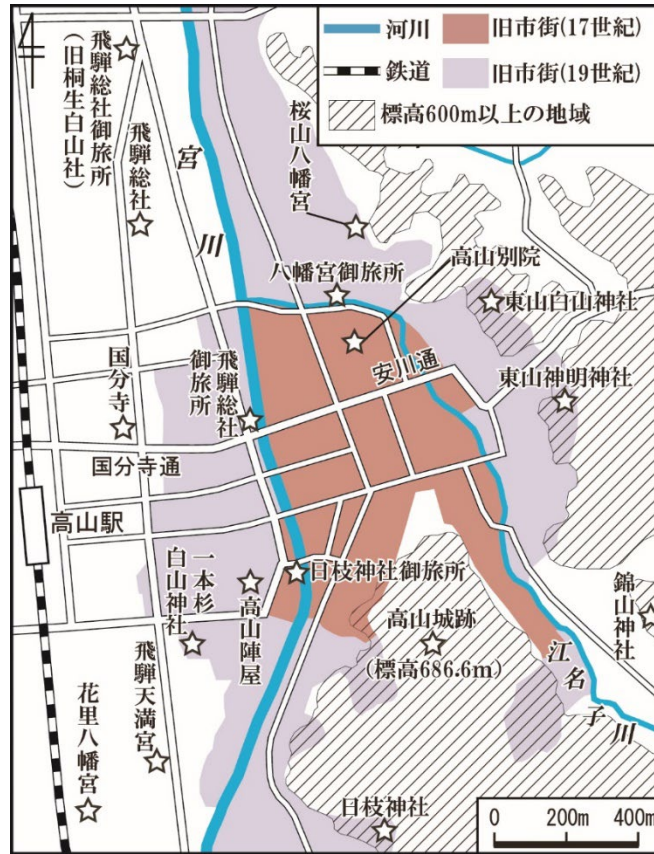 河川
旧市街(17世紀)
鉄道
旧市街(19世紀)
標高600m以上の地域
飛騨総社御旅所
(旧桐生白山社)
飛騨総社
宮川
桜山八幡宮
川
八幡宮御旅所
高山別院
東山白山神社
安川通
東山神明神社
国分寺
飛騨総社
御旅所
国分寺通
高山駅
一本杉
白山神社
高山陣屋
日枝神社御旅所
高山城跡
(標高686.6m)
錦山神社
江名子川
飛騨天満宮
花里八幡宮
日枝神社
0 200m 400m